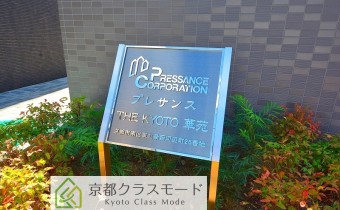 PRESSANCE
CORPORATION
プレサンス
THE KYOTO 華苑
京都クラスモード
Kyoto Class Mode